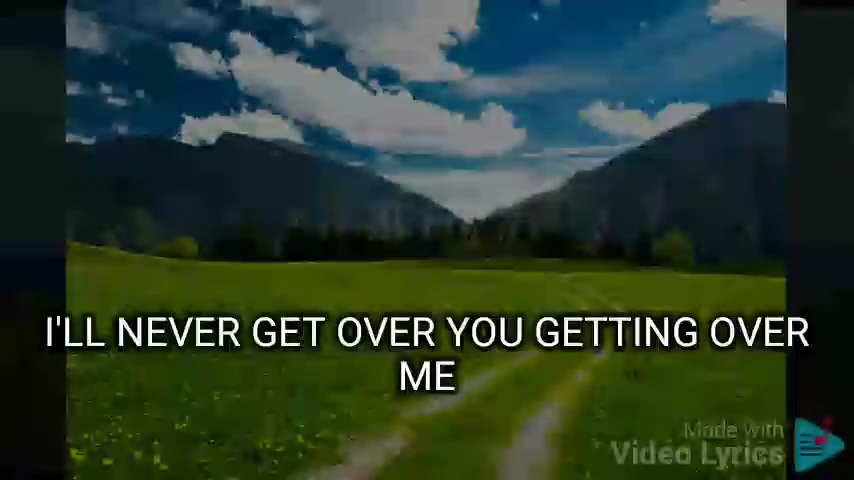 I'LL NEVER GET OVER YOU GETTING OVER
ME
Made with
Video Lyrics